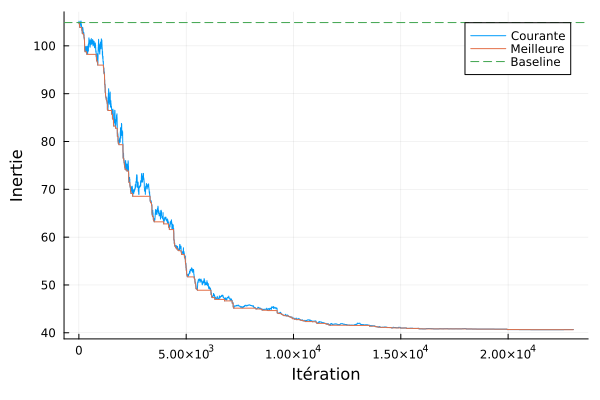 Courante
Meilleure
Baseline
100
90
80
70
60
50
40
Inertie
0
5.00×10³
1.00×10⁴
1.50×10⁴
2.00×10⁴
Itération